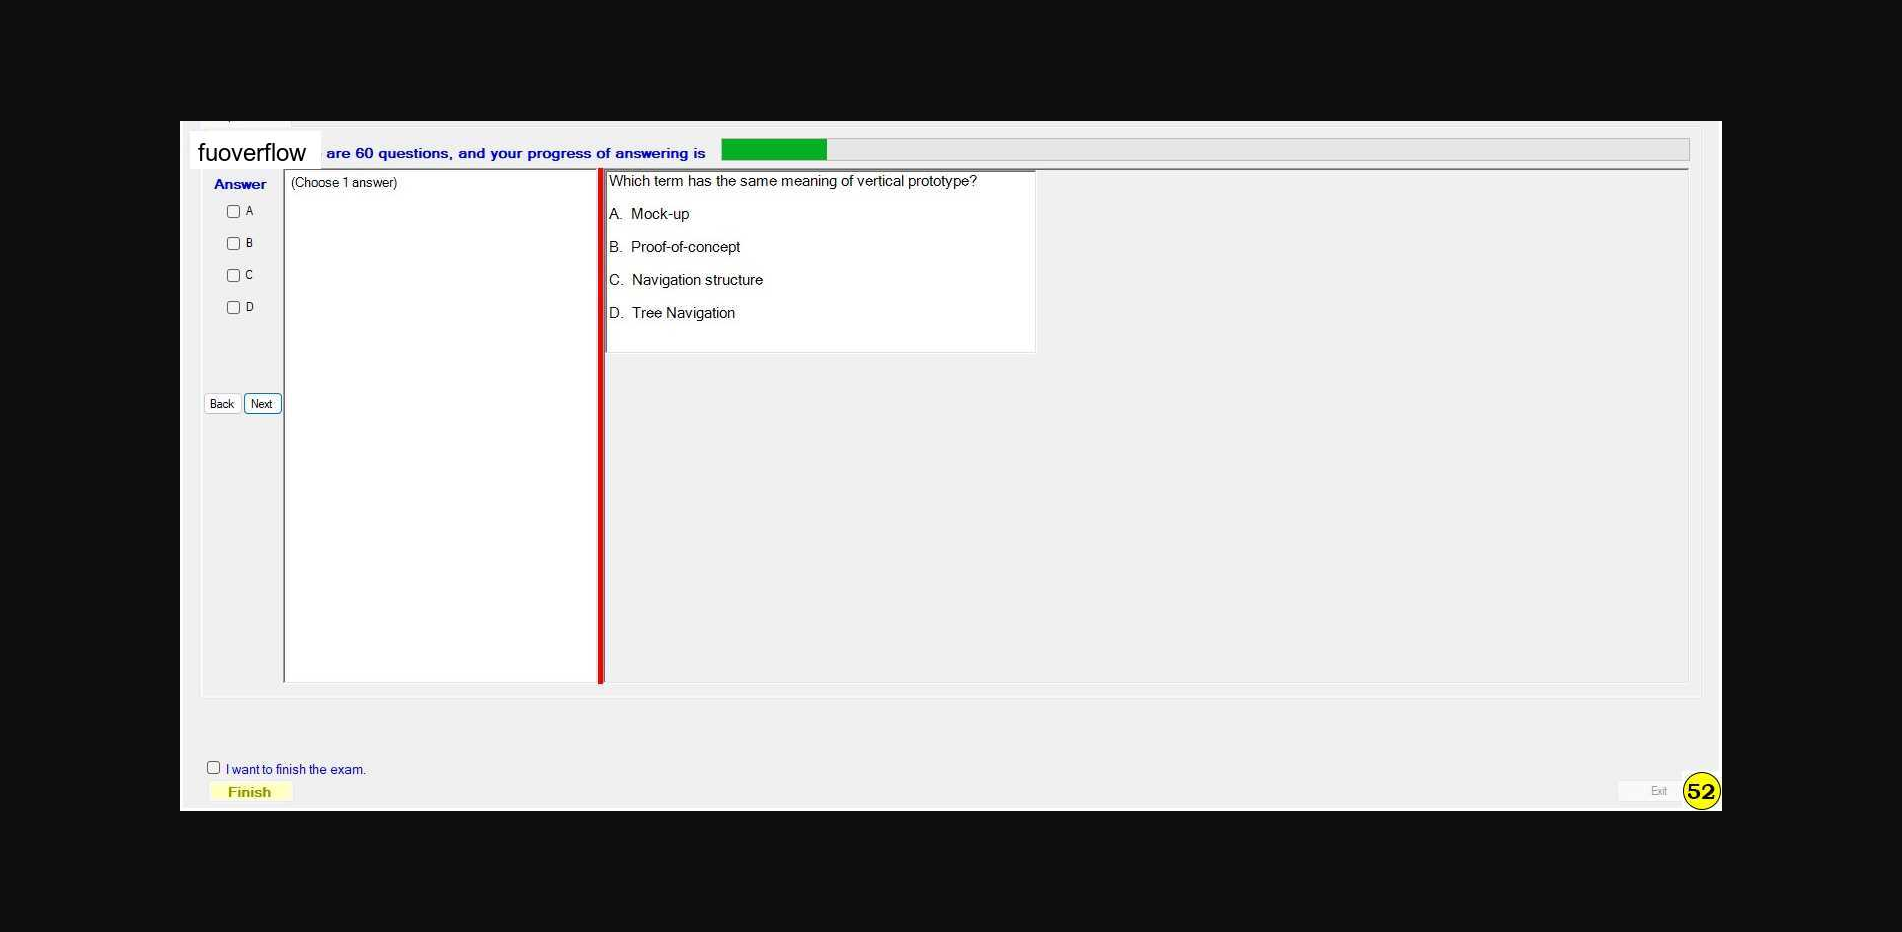 fuoverflow are 60 questions, and your progress of answering is
Answer
(Choose 1 answer)
A
B
C
D
Back Next
Which term has the same meaning of vertical prototype?
A. Mock-up
B. Proof-of-concept
C. Navigation structure
D. Tree Navigation
I want to finish the exam.
Finish
Exit
52